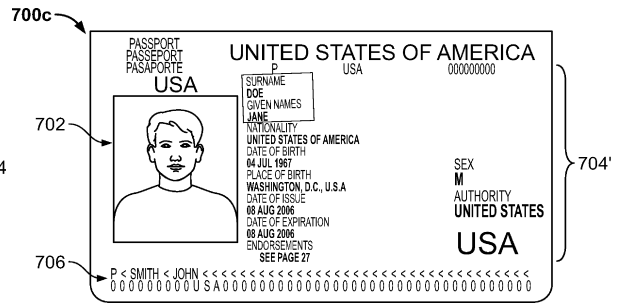 700c
PASSPORT
PASSEPORT
PASAPORTE
USA
UNITED STATES OF AMERICA
P USA 000000000
SURNAME
DOE
GIVEN NAMES
JANE
NATIONALITY
UNITED STATES OF AMERICA
DATE OF BIRTH
04 JUL 1967
PLACE OF BIRTH
WASHINGTON, D.C., U.S.A
DATE OF ISSUE
08 AUG 2006
DATE OF EXPIRATION
08 AUG 2006
ENDORSEMENTS
SEE PAGE 27
SEX
M
AUTHORITY
UNITED STATES
USA
702
704'
4
706
P < SMITH < JOHN < < < < < < < < < < < < < < < < < < < < < < < < < < < < <